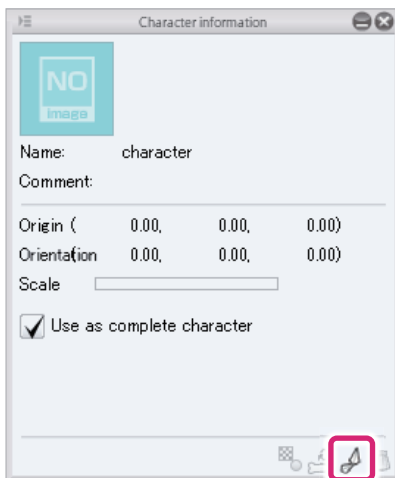 Character information
NO
image
Name: character
Comment:
Origin ( 0.00, 0.00, 0.00)
Orientation 0.00, 0.00, 0.00)
Scale
Use as complete character